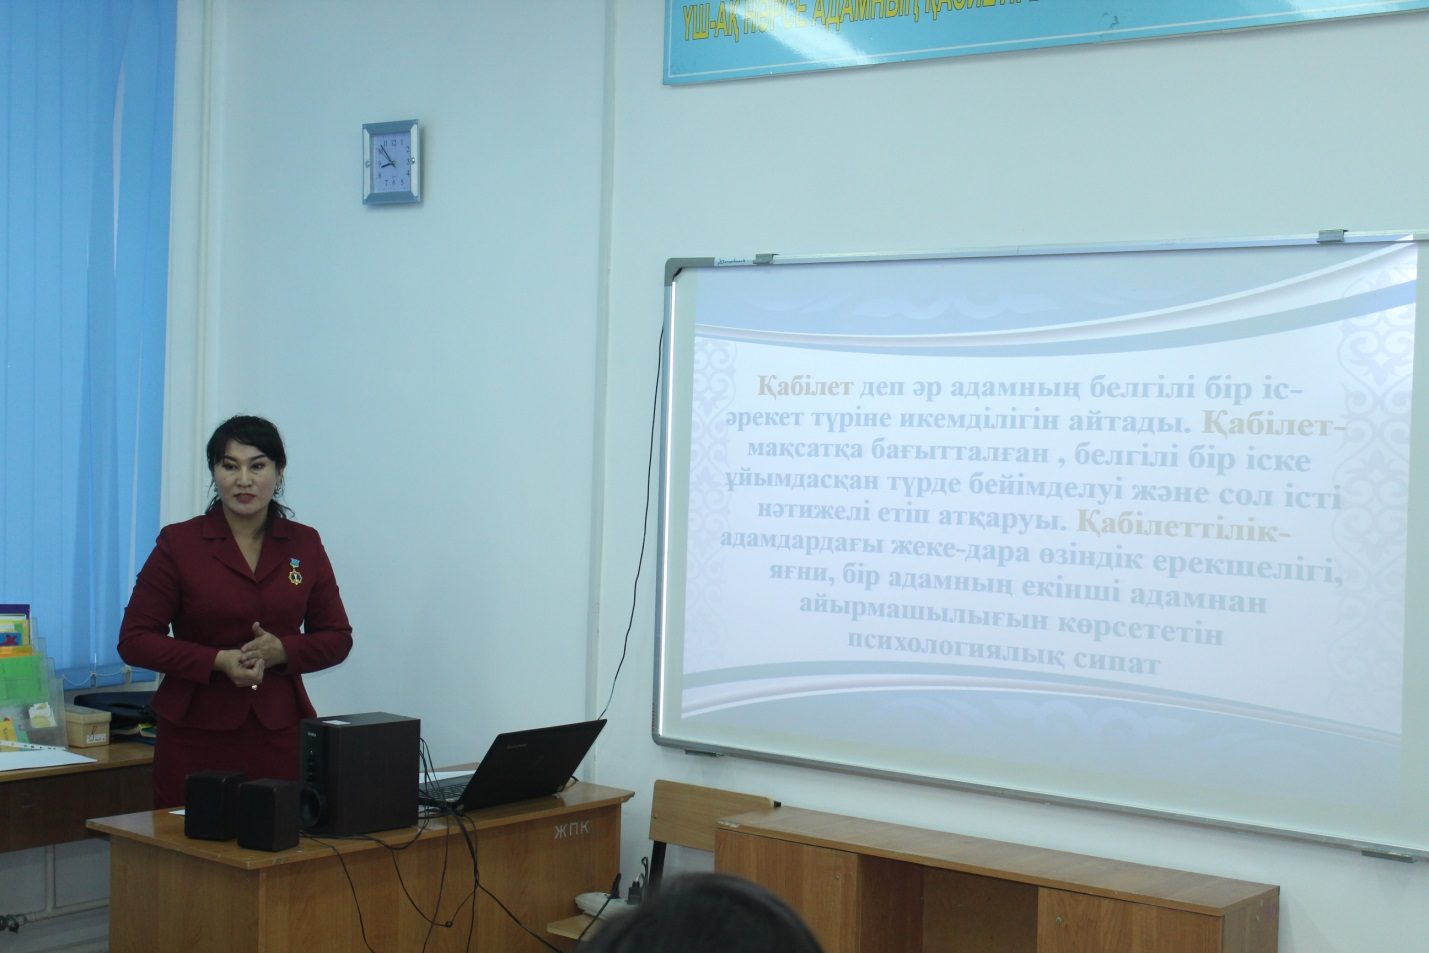 ҮШ-АҚ НӘРСЕ АДАМНЫҢ ҚАСИЕТІ
Қабілет деп әр адамның белгілі бір іс-
әрекет түріне икемділігін айтады. Қабілет-
мақсатқа бағытталған , белгілі бір іске
ұйымдасқан түрде бейімделуі және сол істі
нәтижелі етіп атқаруы. Қабілеттілік-
адамдардағы жеке-дара өзіндік ерекшелігі,
яғни, бір адамның екінші адамнан
айырмашылығын көрсететін
психологиялық сипат
ЖПК